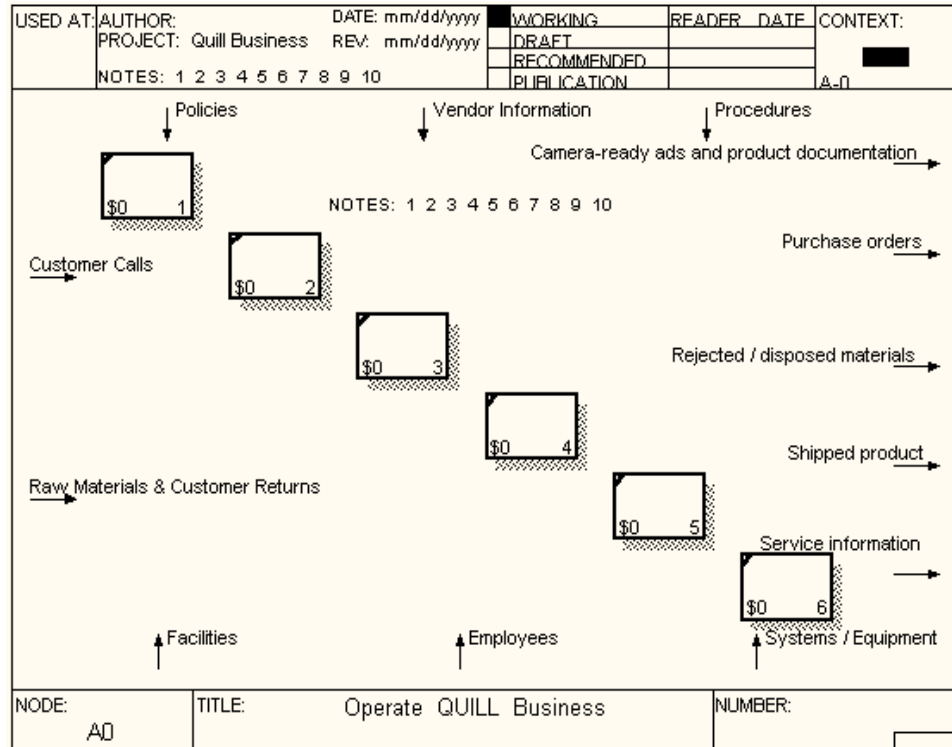 USED AT: AUTHOR: DATE: mm/dd/yyyy WORKING READER DATE CONTEXT:
PROJECT: Quill Business REV: mm/dd/yyyy DRAFT
RECOMMENDED
NOTES: 1 2 3 4 5 6 7 8 9 10 PUBLICATION A-0
Policies Vendor Information Procedures
Camera-ready ads and product documentation
$0 1
NOTES: 1 2 3 4 5 6 7 8 9 10
Purchase orders
Customer Calls
$0 2
Rejected / disposed materials
$0 3
$0 4
Shipped product
Raw Materials & Customer Returns
$0 5
Service information
$0 6
Facilities Employees Systems / Equipment
NODE: TITLE: Operate QUILL Business NUMBER:
A0